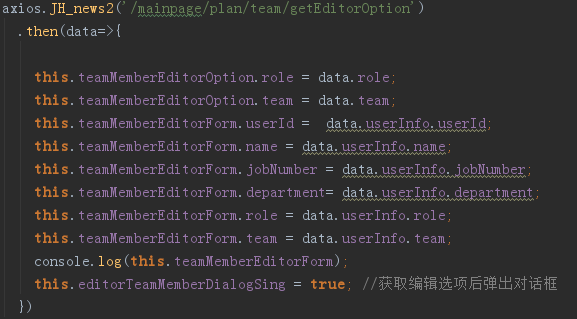 axios.JH_news2('/mainpage/plan/team/getEditorOption')
.then(data=>{
this.teamMemberEditorOption.role = data.role;
this.teamMemberEditorOption.team = data.team;
this.teamMemberEditorForm.userId =  data.userInfo.userId;
this.teamMemberEditorForm.name = data.userInfo.name;
this.teamMemberEditorForm.jobNumber = data.userInfo.jobNumber;
this.teamMemberEditorForm.department= data.userInfo.department;
this.teamMemberEditorForm.role = data.userInfo.role;
this.teamMemberEditorForm.team = data.userInfo.team;
console.log(this.teamMemberEditorForm);
this.editorTeamMemberDialogSing = true; //获取编辑选项后弹出对话框
})